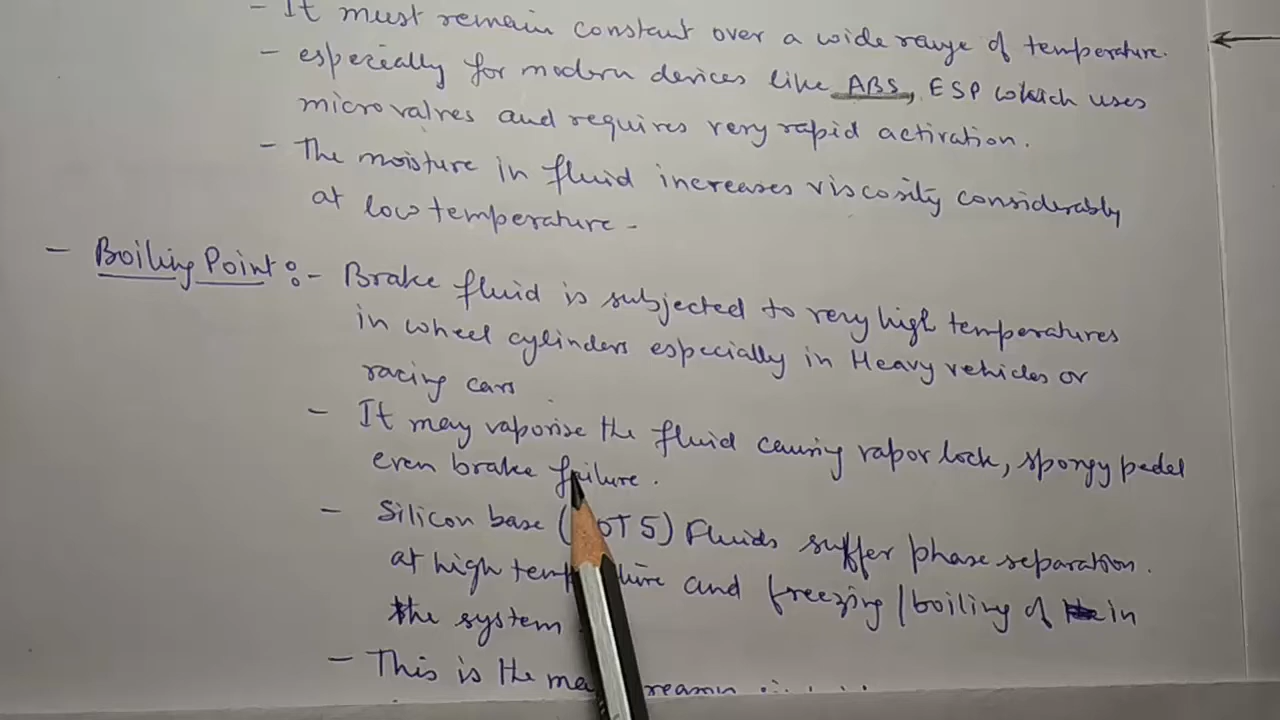 - It must remain constant over a wide range of temperature.
- especially for modern devices like ABS, ESP which uses
micro valves and requires very rapid activation.
- The moisture in fluid increases viscosity considerably
at low temperature -
- Boiling Point :- Brake fluid is subjected to very high temperatures
in wheel cylinders especially in Heavy vehicles or
racing cars
- It may vaporise the fluid causing vapor lock, spongy pedal
even brake failure.
- Silicon base (DOT 5) Fluids suffer phase separation.
at high temperature and freezing/boiling of in
the system
- This is the reason